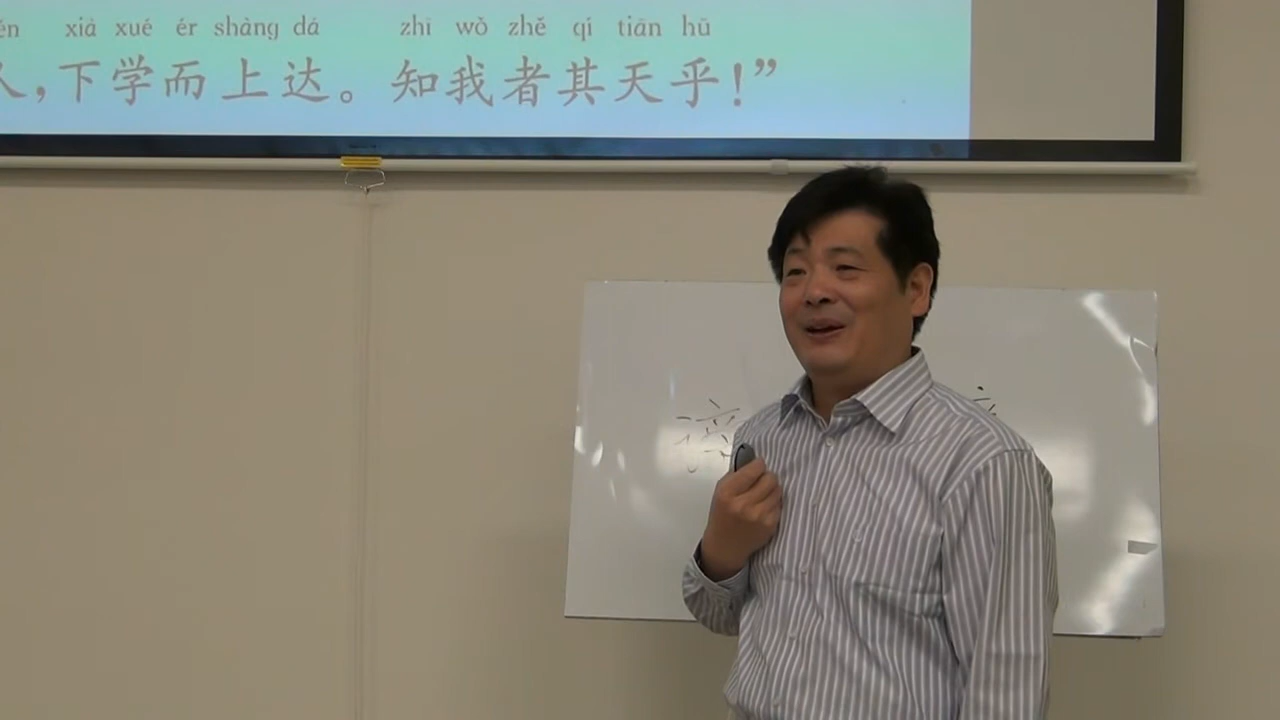 xià xué ér shàng dá zhī wǒ zhě qí tiān hū
人,下学而上达。知我者其天乎!”